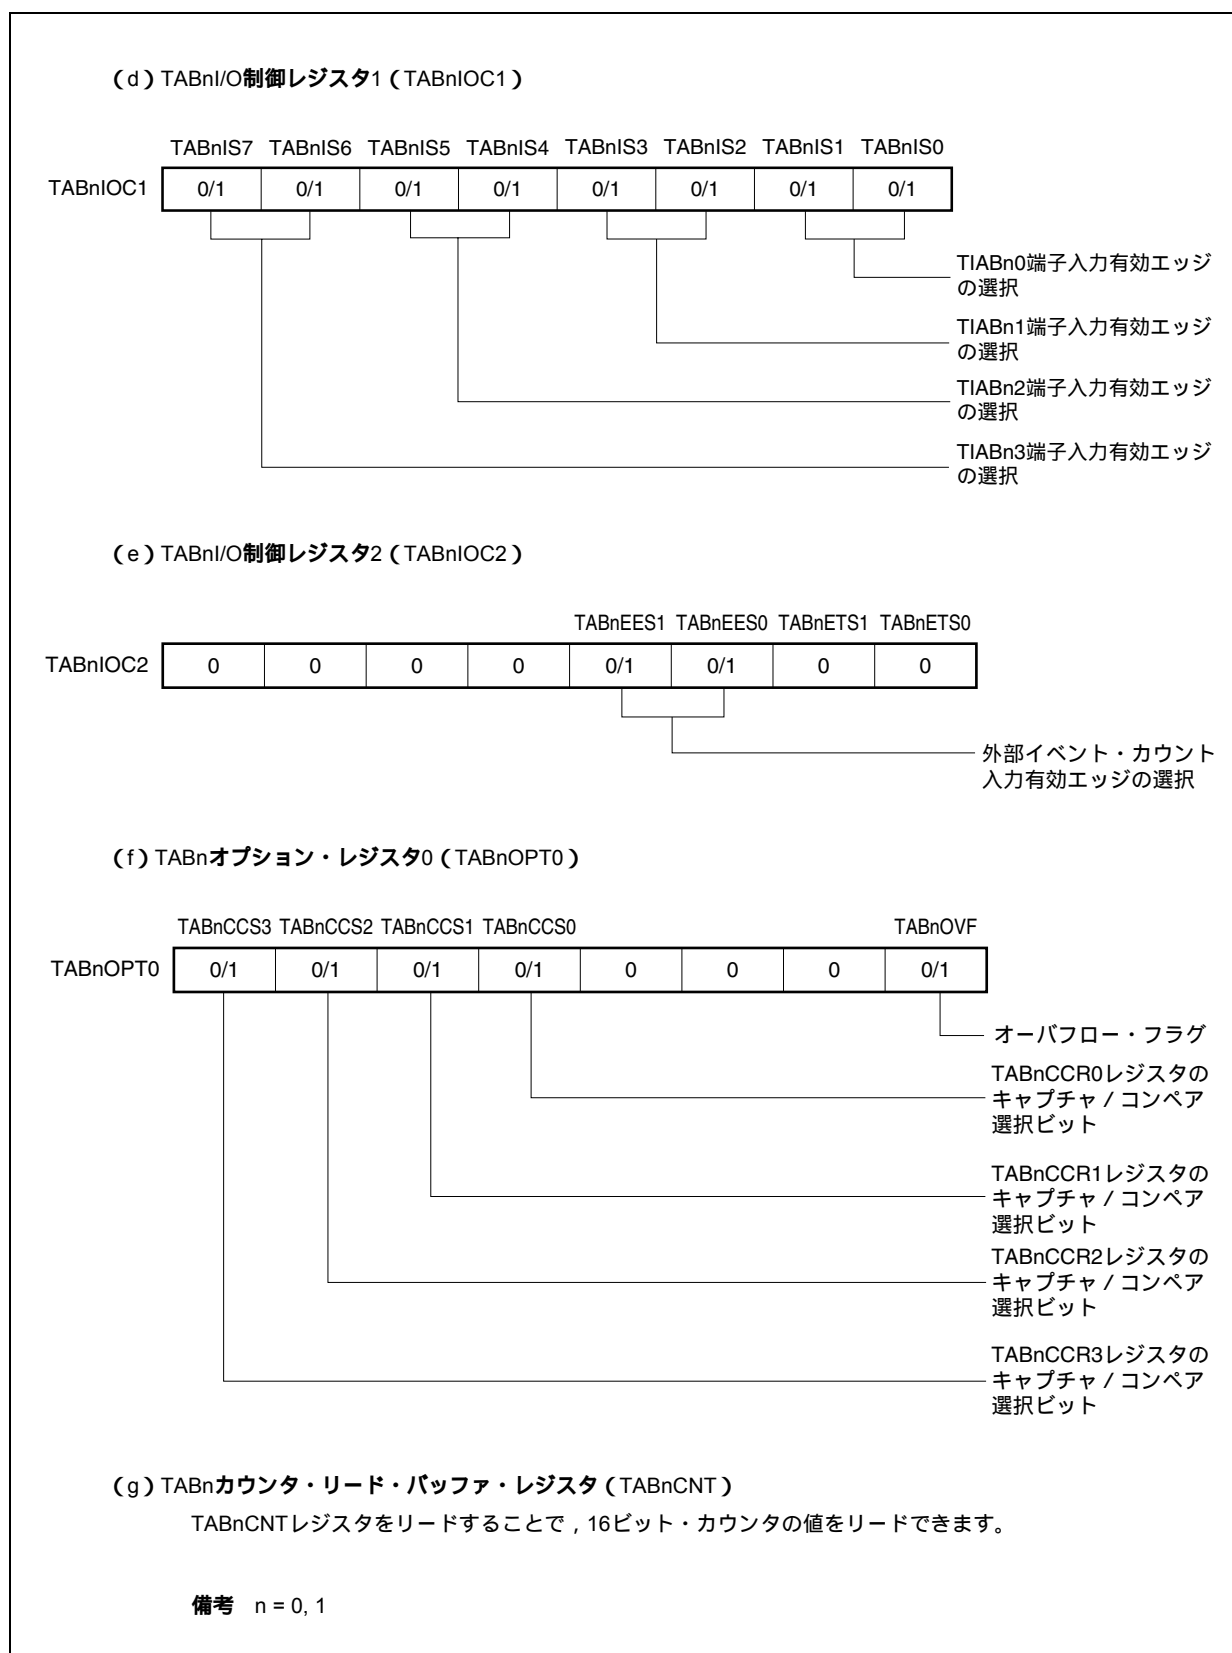 (d)TABnI/O制御レジスタ1(TABnIOC1)
TABnIS7 TABnIS6 TABnIS5 TABnIS4 TABnIS3 TABnIS2 TABnIS1 TABnIS0
TABnIOC1 0/1 0/1 0/1 0/1 0/1 0/1 0/1 0/1
TIABn0端子入力有効エッジ
の選択
TIABn1端子入力有効エッジ
の選択
TIABn2端子入力有効エッジ
の選択
TIABn3端子入力有効エッジ
の選択
(e)TABnI/O制御レジスタ2(TABnIOC2)
TABnEES1 TABnEES0 TABnETS1 TABnETS0
TABnIOC2 0 0 0 0 0/1 0/1 0 0
外部イベント・カウント
入力有効エッジの選択
(f)TABnオプション・レジスタ0(TABnOPT0)
TABnCCS3 TABnCCS2 TABnCCS1 TABnCCS0 TABnOVF
TABnOPT0 0/1 0/1 0/1 0/1 0 0 0 0/1
オーバフロー・フラグ
TABnCCR0レジスタの
キャプチャ/コンペア
選択ビット
TABnCCR1レジスタの
キャプチャ/コンペア
選択ビット
TABnCCR2レジスタの
キャプチャ/コンペア
選択ビット
TABnCCR3レジスタの
キャプチャ/コンペア
選択ビット
(g)TABnカウンタ・リード・バッファ・レジスタ(TABnCNT)
TABnCNTレジスタをリードすることで,16ビット・カウンタの値をリードできます。
備考 n = 0, 1